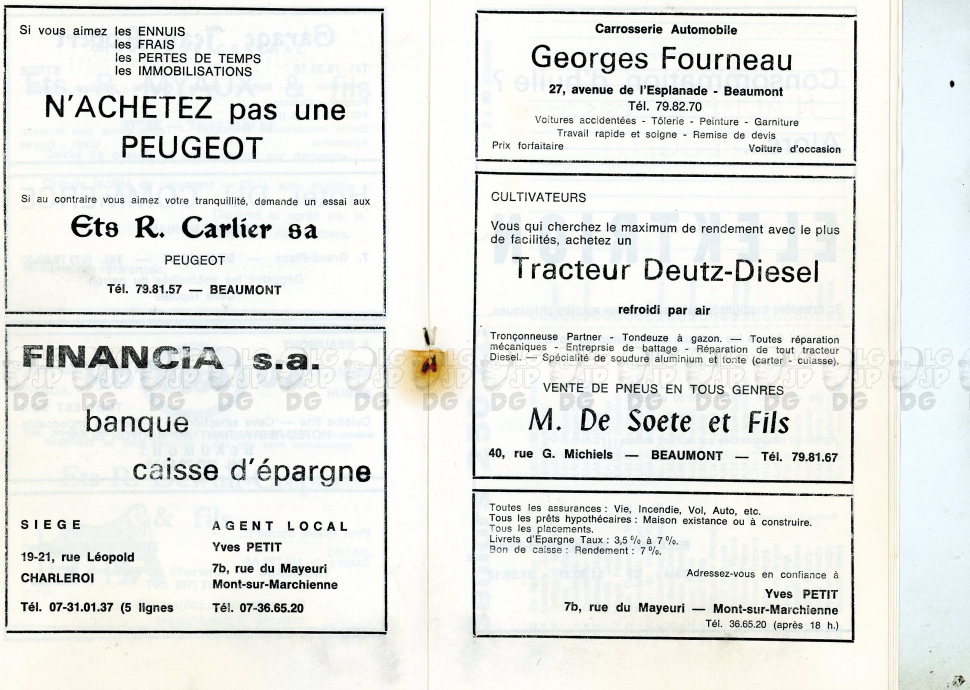 Si vous aimez les ENNUIS
les FRAIS
les PERTES DE TEMPS
les IMMOBILISATIONS
N'ACHETEZ pas une
PEUGEOT
Si au contraire vous aimez votre tranquillité, demande un essai aux
Ets R. Carlier sa
PEUGEOT
Tél. 79.81.57 — BEAUMONT
FINANCIA s.a.
banque
caisse d'épargne
SIEGE
19-21, rue Léopold
CHARLEROI
Tél. 07-31.01.37 (5 lignes
AGENT LOCAL
Yves PETIT
7b, rue du Mayeuri
Mont-sur-Marchienne
Tél. 07-36.65.20
Carrosserie Automobile
Georges Fourneau
27, avenue de l'Esplanade - Beaumont
Tél. 79.82.70
Voitures accidentées - Tôlerie - Peinture - Garniture
Travail rapide et soigne - Remise de devis
Prix forfaitaire Voiture d'occasion
CULTIVATEURS
Vous qui cherchez le maximum de rendement avec le plus
de facilités, achetez un
Tracteur Deutz-Diesel
refroidi par air
Tronçonneuse Partner - Tondeuze à gazon. — Toutes réparation
mécaniques - Entreprsie de battage - Réparation de tout tracteur
Diesel. — Spécialité de soudure aluminium et fonte (carter - culasse).
VENTE DE PNEUS EN TOUS GENRES
M. De Soete et Fils
40, rue G. Michiels — BEAUMONT — Tél. 79.81.67
Toutes les assurances : Vie, Incendie, Vol, Auto, etc.
Tous les prêts hypothécaires : Maison existance ou à construire.
Tous les placements.
Livrets d'Epargne Taux : 3,5 % à 7 %.
Bon de caisse : Rendement : 7 %.
Adressez-vous en confiance à
Yves PETIT
7b, rue du Mayeuri — Mont-sur-Marchienne
Tél. 36.65.20 (après 18 h.)